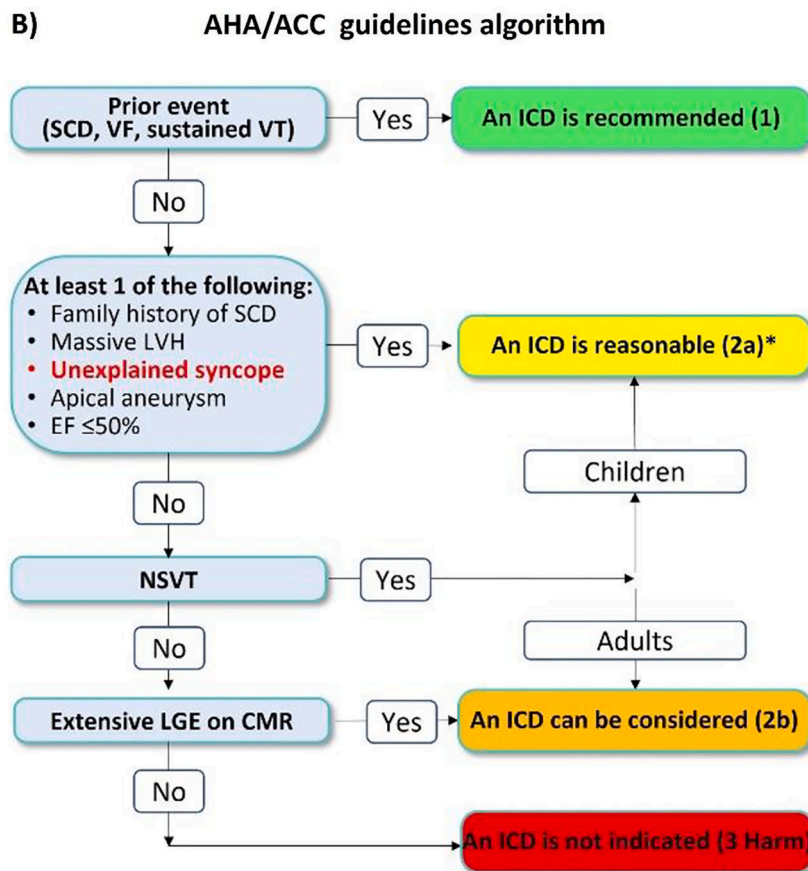 B)
AHA/ACC guidelines algorithm
Prior event
(SCD, VF, sustained VT)
Yes
An ICD is recommended (1)
No
At least 1 of the following:
• Family history of SCD
• Massive LVH
• Unexplained syncope
• Apical aneurysm
• EF ≤50%
Yes
An ICD is reasonable (2a)*
Children
No
NSVT
Yes
Adults
No
Extensive LGE on CMR
Yes
An ICD can be considered (2b)
No
An ICD is not indicated (3 Harm)